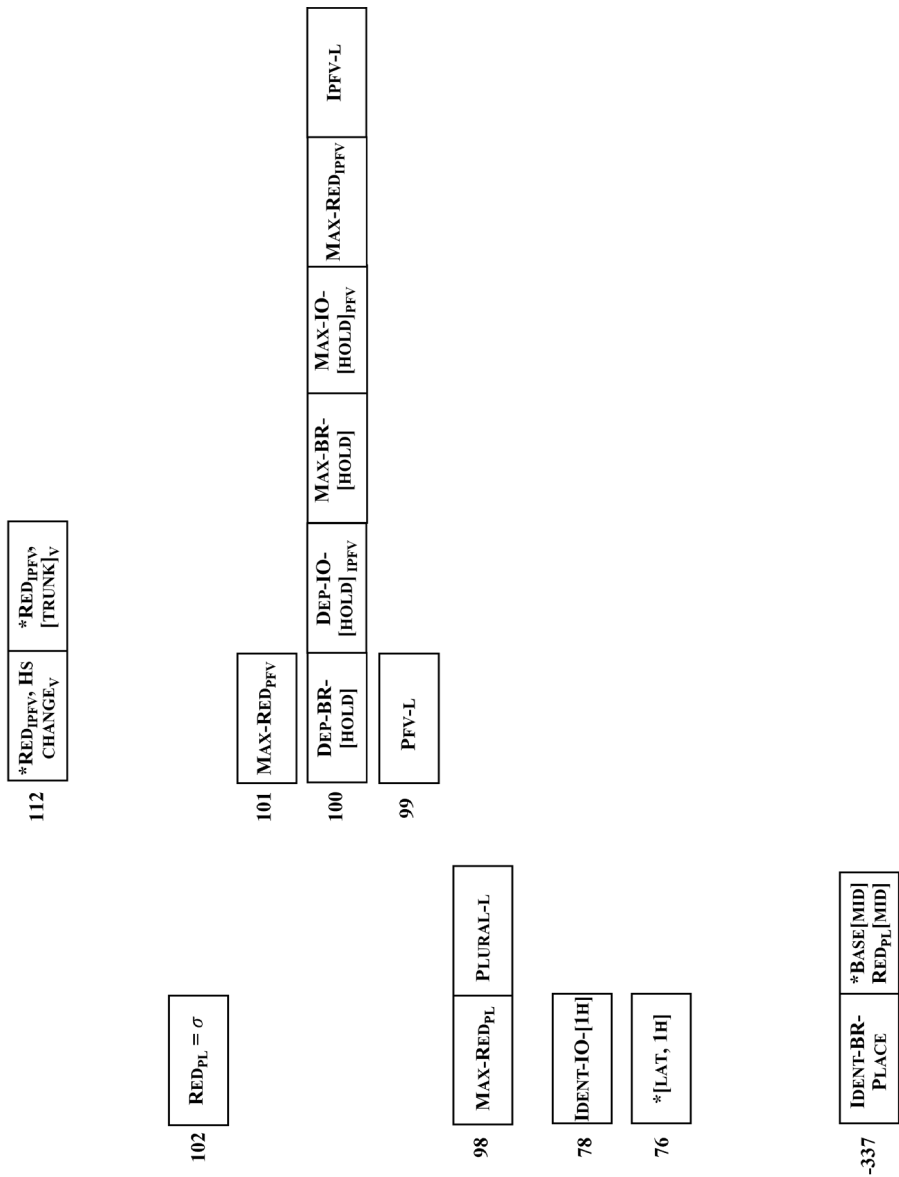 112
*RED_IPFV, HS
CHANGE_V
*RED_IPFV,
[TRUNK]_V
102
RED_PL = σ
101
MAX-RED_PFV
100
DEP-BR-
[HOLD]
DEP-IO-
[HOLD]_IPFV
MAX-BR-
[HOLD]
MAX-IO-
[HOLD]_PFV
MAX-RED_IPFV
IPFV-L
99
PFV-L
98
MAX-RED_PL
PLURAL-L
78
IDENT-IO-[1H]
76
*[LAT, 1H]
-337
IDENT-BR-
PLACE
*BASE[MID]
RED_PL[MID]